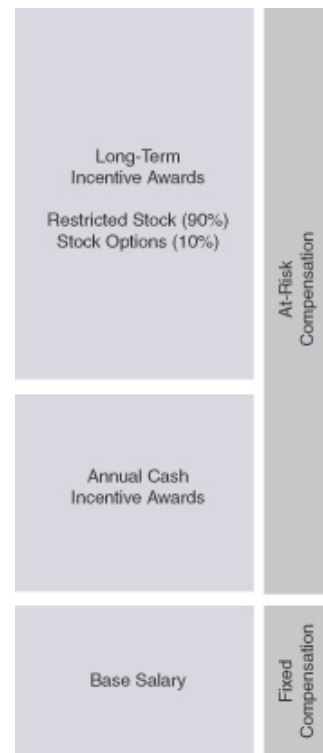 Long-Term
Incentive Awards
Restricted Stock (90%)
Stock Options (10%)
At-Risk
Compensation
Annual Cash
Incentive Awards
Base Salary
Fixed
Compensation